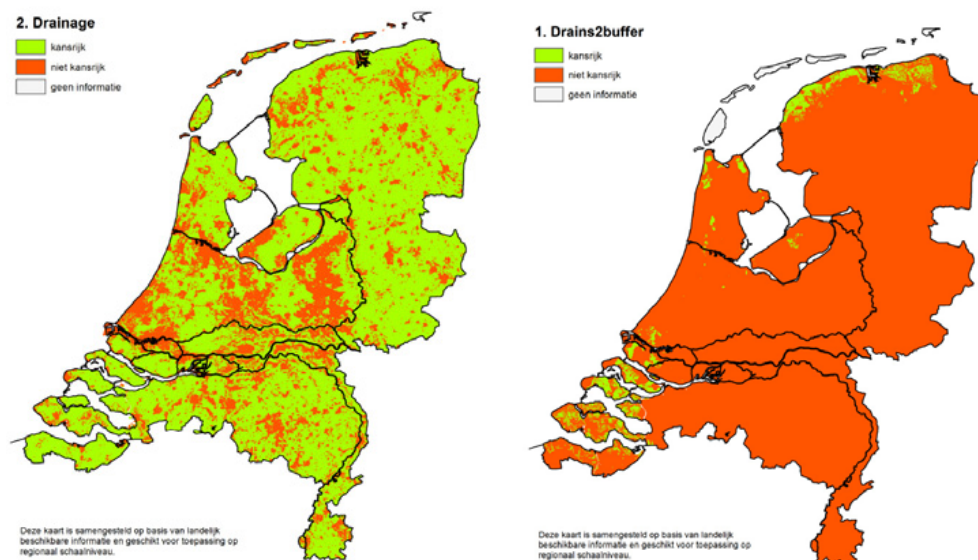 2. Drainage
kansrijk
niet kansrijk
geen informatie
Deze kaart is samengesteld op basis van landelijk
beschikbare informatie en geschikt voor toepassing op
regionaal schaalniveau.
1. Drains2buffer
kansrijk
niet kansrijk
geen informatie
Deze kaart is samengesteld op basis van landelijk
beschikbare informatie en geschikt voor toepassing op
regionaal schaalniveau.